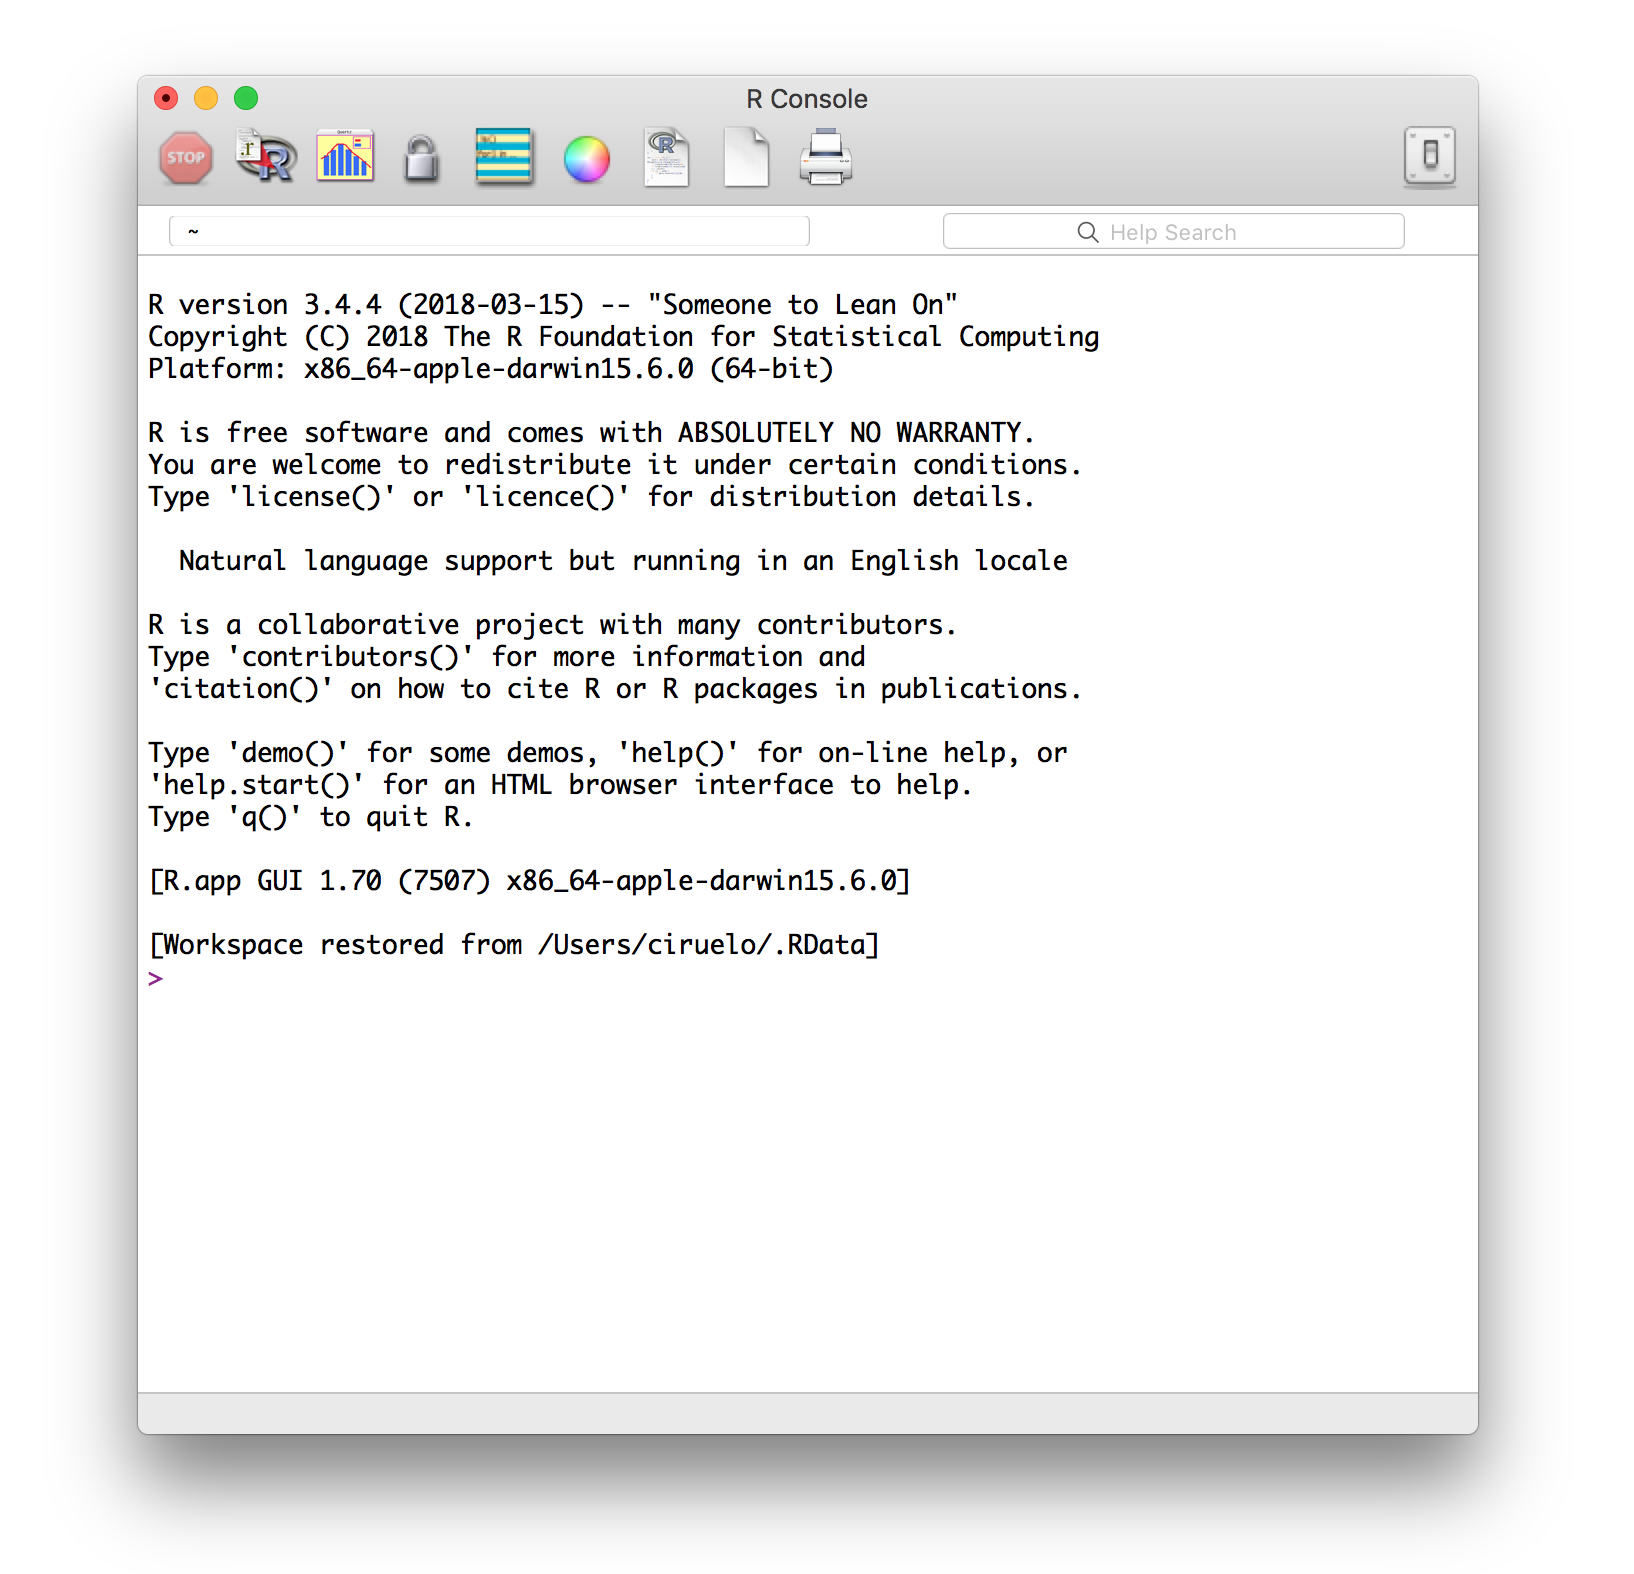 R Console
STOP
~
Help Search
R version 3.4.4 (2018-03-15) -- "Someone to Lean On"
Copyright (C) 2018 The R Foundation for Statistical Computing
Platform: x86_64-apple-darwin15.6.0 (64-bit)
R is free software and comes with ABSOLUTELY NO WARRANTY.
You are welcome to redistribute it under certain conditions.
Type 'license()' or 'licence()' for distribution details.
Natural language support but running in an English locale
R is a collaborative project with many contributors.
Type 'contributors()' for more information and
'citation()' on how to cite R or R packages in publications.
Type 'demo()' for some demos, 'help()' for on-line help, or
'help.start()' for an HTML browser interface to help.
Type 'q()' to quit R.
[R.app GUI 1.70 (7507) x86_64-apple-darwin15.6.0]
[Workspace restored from /Users/ciruelo/.RData]
>